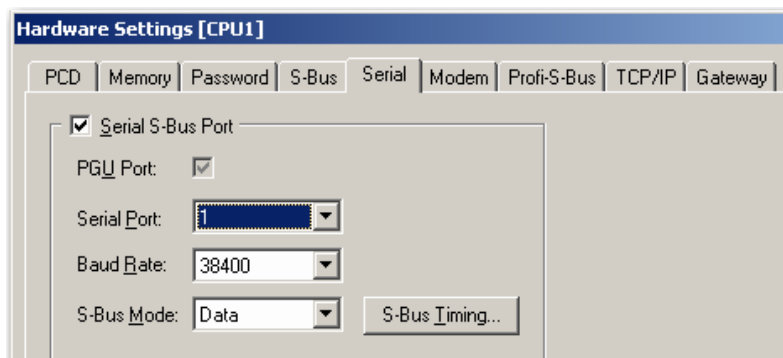 Hardware Settings [CPU1]
PCD Memory Password S-Bus Serial Modem Profi-S-Bus TCP/IP Gateway
Serial S-Bus Port
PGU Port:
Serial Port: 1
Baud Rate: 38400
S-Bus Mode: Data S-Bus Timing...